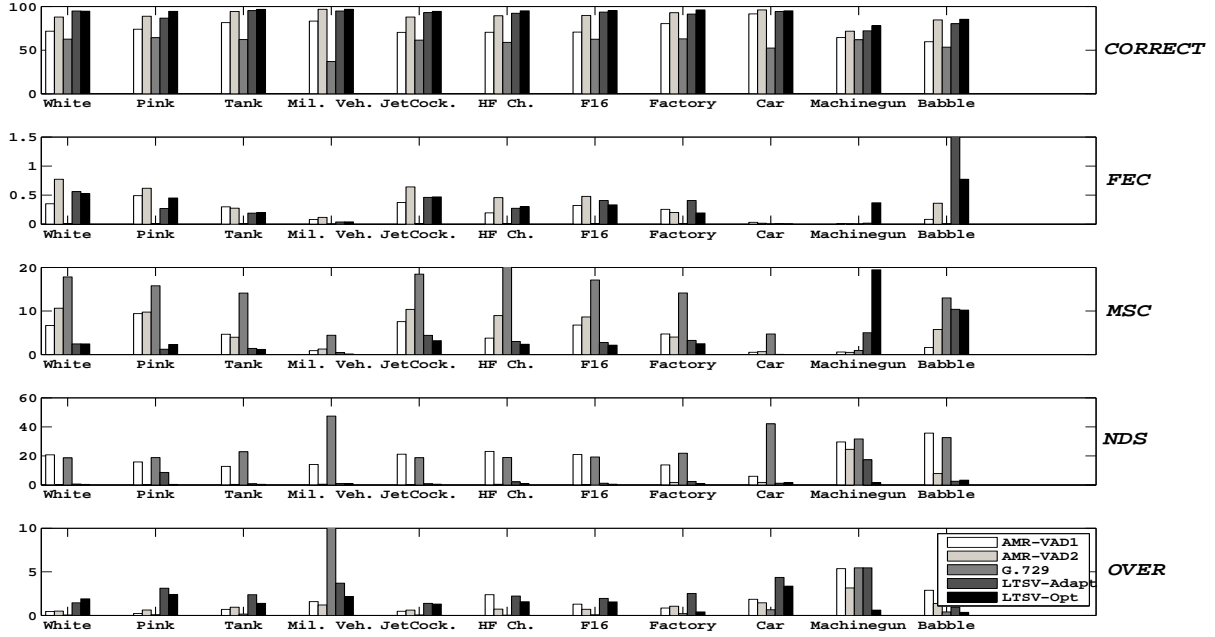 100
50
0
White Pink Tank Mil. Veh. JetCock. HF Ch. F16 Factory Car Machinegun Babble
CORRECT
1.5
1
0.5
0
White Pink Tank Mil. Veh. JetCock. HF Ch. F16 Factory Car Machinegun Babble
FEC
20
10
0
White Pink Tank Mil. Veh. JetCock. HF Ch. F16 Factory Car Machinegun Babble
MSC
60
40
20
0
White Pink Tank Mil. Veh. JetCock. HF Ch. F16 Factory Car Machinegun Babble
NDS
10
5
0
White Pink Tank Mil. Veh. JetCock. HF Ch. F16 Factory Car Machinegun Babble
OVER
AMR-VAD1
AMR-VAD2
G.729
LTSV-Adapt
LTSV-Opt